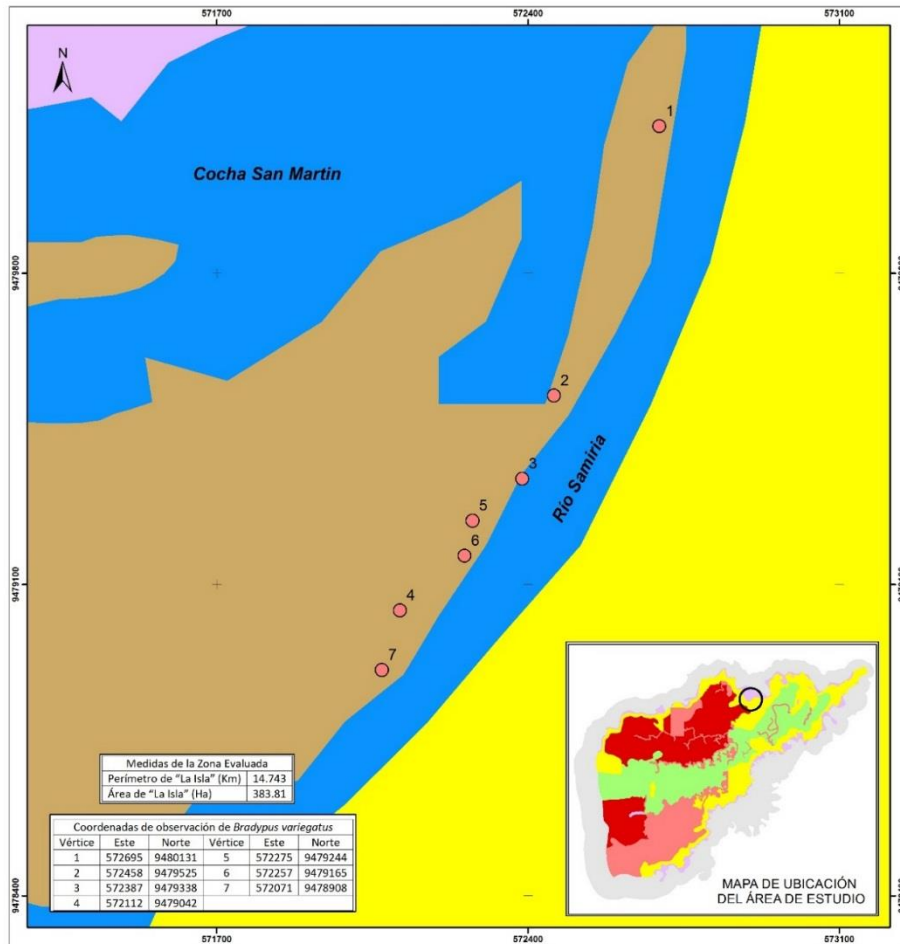 571700 572400 573100
N
1
Cocha San Martin
9479800 9479800
2
3
Rio Samiria
5
6
9479100 9479100
4
7
Medidas de la Zona Evaluada
Perímetro de “La Isla” (Km) 14.743
Área de “La Isla” (Ha) 383.81
Coordenadas de observación de Bradypus variegatus
Vértice Este Norte Vértice Este Norte
1 572695 9480131 5 572275 9479244
2 572458 9479525 6 572257 9479165
3 572387 9479338 7 572071 9478908
4 572112 9479042
MAPA DE UBICACIÓN
DEL ÁREA DE ESTUDIO
9478400 9478400
571700 572400 573100